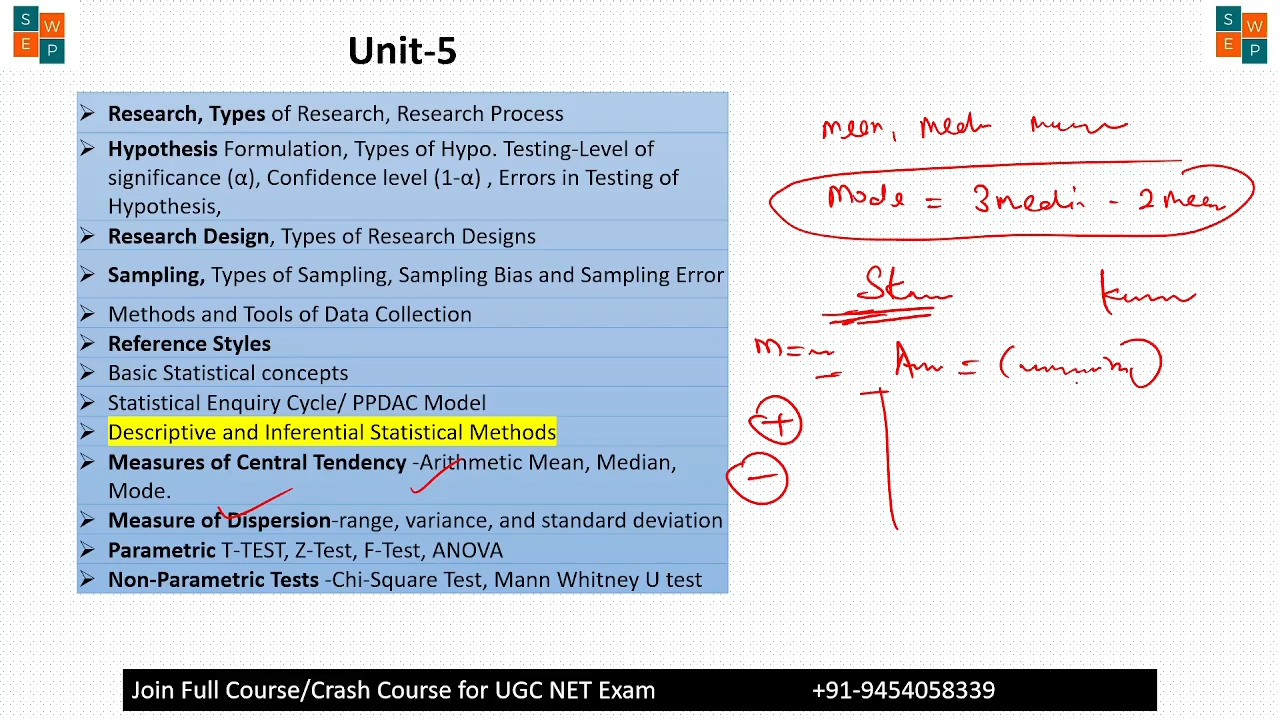 S
W
E
P
Unit-5
S
W
E
P
➢ Research, Types of Research, Research Process
➢ Hypothesis Formulation, Types of Hypo. Testing-Level of
significance (α), Confidence level (1-α) , Errors in Testing of
Hypothesis,
➢ Research Design, Types of Research Designs
➢ Sampling, Types of Sampling, Sampling Bias and Sampling Error
➢ Methods and Tools of Data Collection
➢ Reference Styles
➢ Basic Statistical concepts
➢ Statistical Enquiry Cycle/ PPDAC Model
➢ Descriptive and Inferential Statistical Methods
➢ Measures of Central Tendency -Arithmetic Mean, Median,
Mode.
➢ Measure of Dispersion-range, variance, and standard deviation
➢ Parametric T-TEST, Z-Test, F-Test, ANOVA
➢ Non-Parametric Tests -Chi-Square Test, Mann Whitney U test
mean,
Mode = 3 - 2 mean
+
-
Join Full Course/Crash Course for UGC NET Exam +91-9454058339